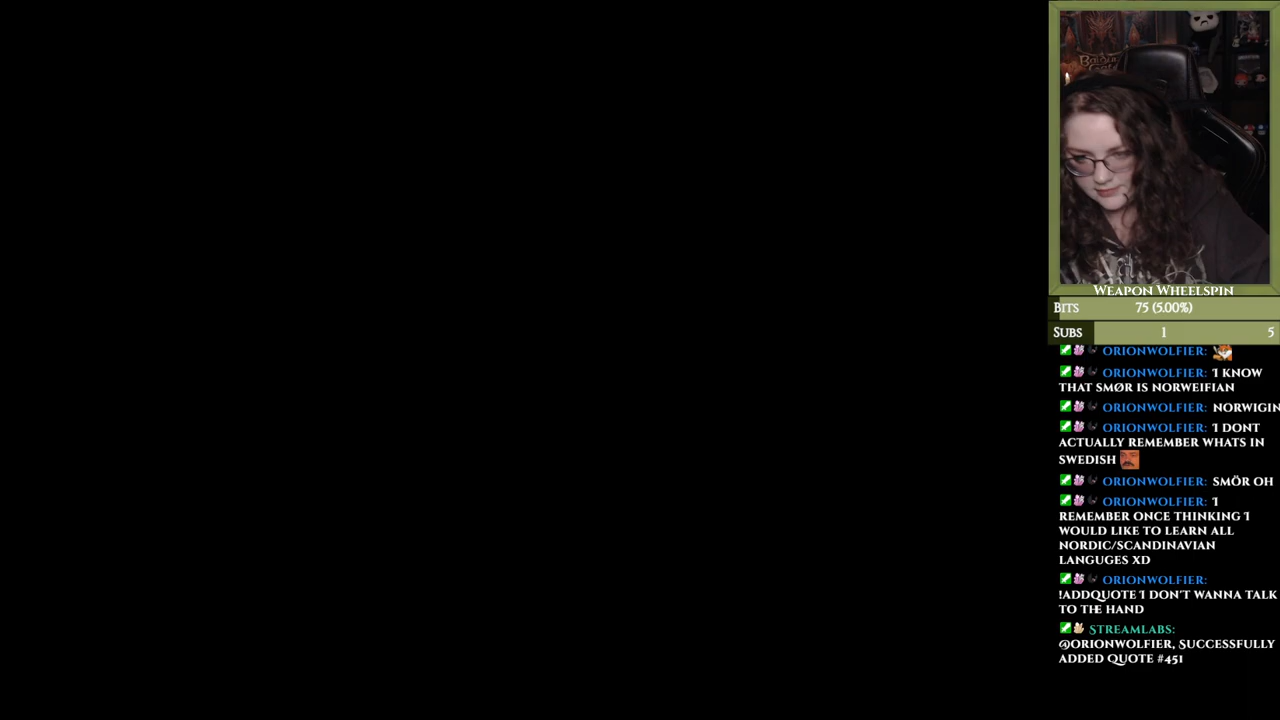 Baldur's
Gate
Weapon Wheelspin
Bits 75 (5.00%)
Subs 1 5
ORIONWOLFIER:
ORIONWOLFIER: I KNOW
THAT SMØR IS NORWEIFIAN
ORIONWOLFIER: NORWIGIN
ORIONWOLFIER: I DONT
ACTUALLY REMEMBER WHATS IN
SWEDISH
ORIONWOLFIER: SMÖR OH
ORIONWOLFIER: I
REMEMBER ONCE THINKING I
WOULD LIKE TO LEARN ALL
NORDIC/SCANDINAVIAN
LANGUGES XD
ORIONWOLFIER:
!ADDQUOTE I DON'T WANNA TALK
TO THE HAND
Streamlabs:
@ORIONWOLFIER, SUCCESSFULLY
ADDED QUOTE #451